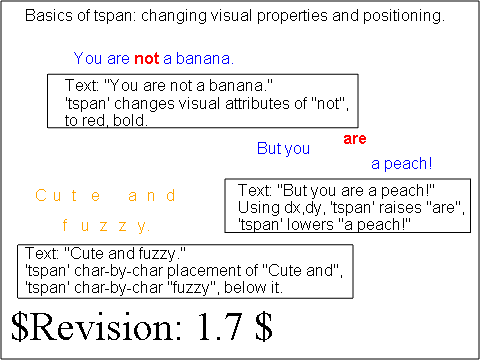 Basics of tspan: changing visual properties and positioning.
You are not a banana.
Text: "You are not a banana."
'tspan' changes visual attributes of "not",
to red, bold.
But you are a peach!
Text: "But you are a peach!"
Using dx,dy, 'tspan' raises "are",
'tspan' lowers "a peach!"
Cute and
fuzzy.
Text: "Cute and fuzzy."
'tspan' char-by-char placement of "Cute and",
'tspan' char-by-char "fuzzy", below it.
$Revision: 1.7 $